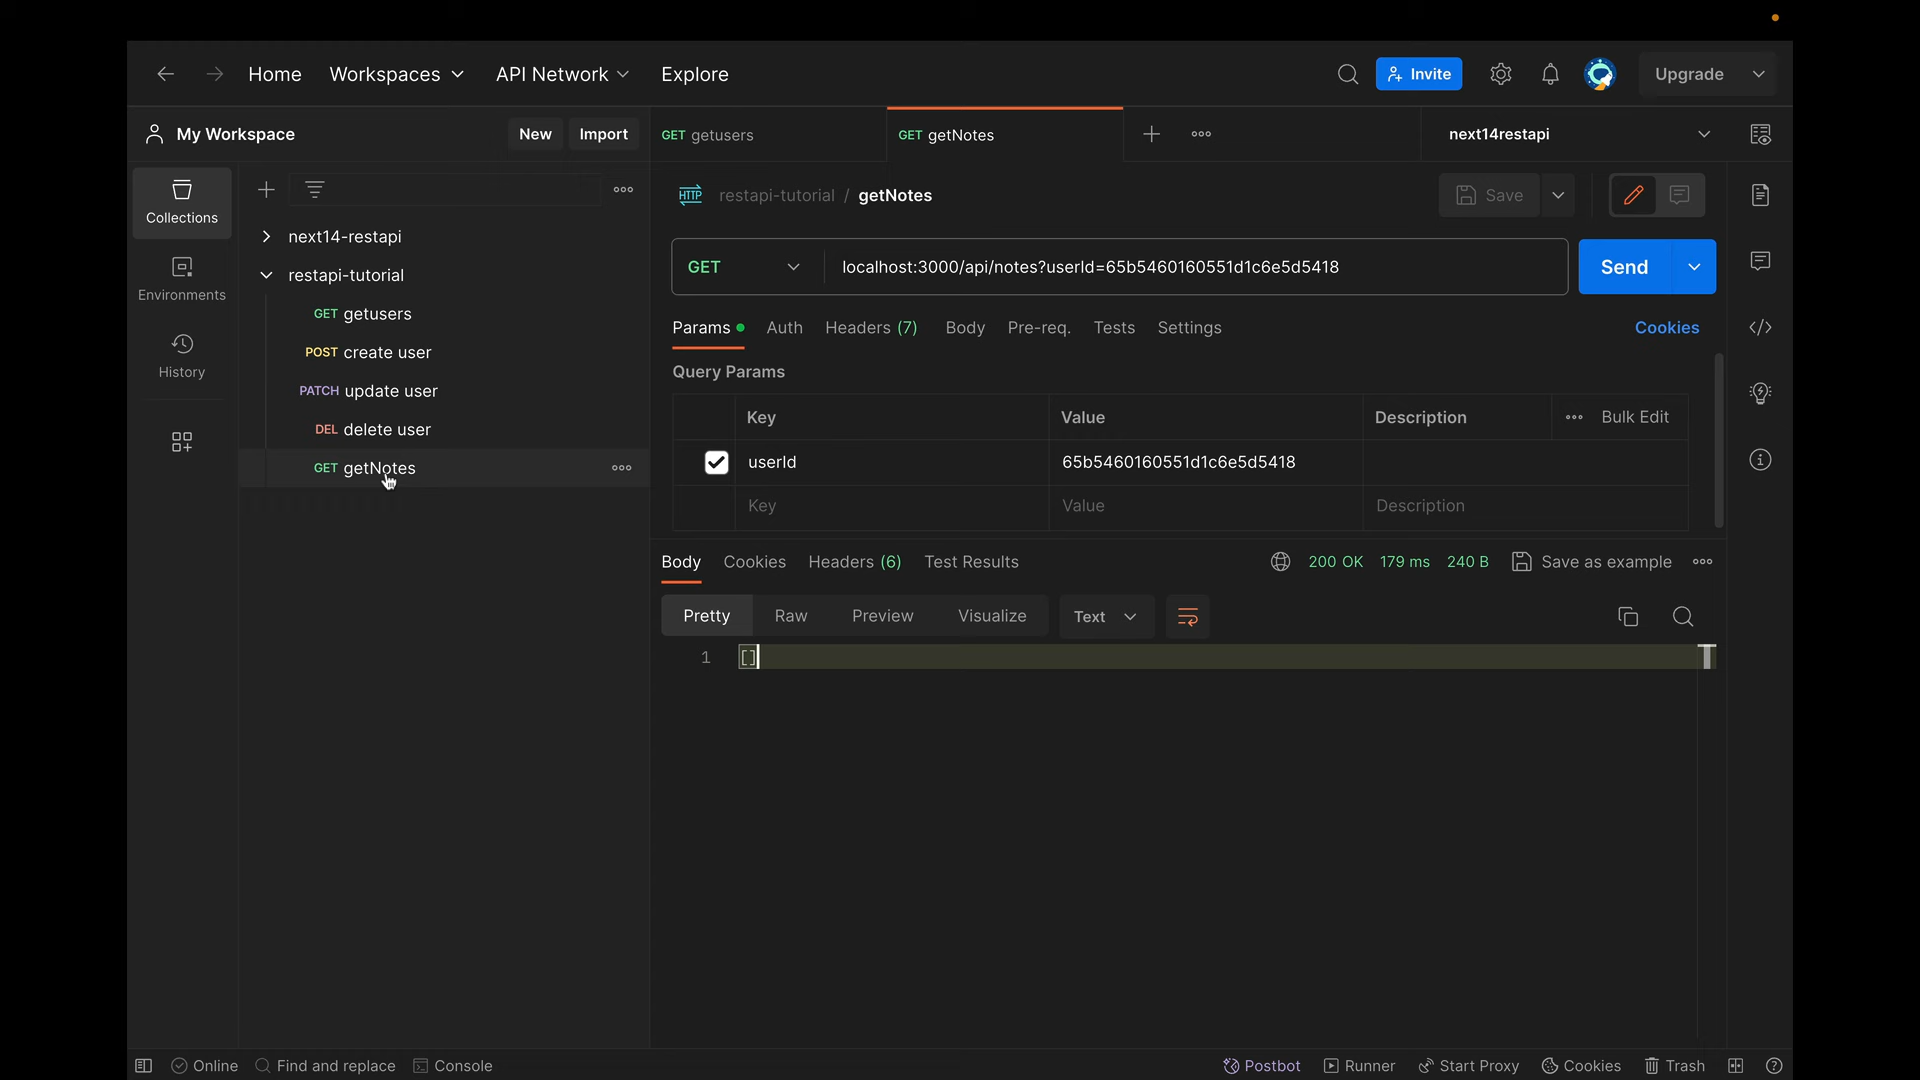 Home Workspaces API Network Explore Invite Upgrade
My Workspace New Import GET getusers GET getNotes next14restapi
Collections
Environments
History
next14-restapi
restapi-tutorial
GET getusers
POST create user
PATCH update user
DEL delete user
GET getNotes
HTTP restapi-tutorial / getNotes Save
GET localhost:3000/api/notes?userId=65b5460160551d1c6e5d5418 Send
Params Auth Headers (7) Body Pre-req. Tests Settings Cookies
Query Params
Key Value Description Bulk Edit
userId 65b5460160551d1c6e5d5418
Key Value Description
Body Cookies Headers (6) Test Results 200 OK 179 ms 240 B Save as example
Pretty Raw Preview Visualize Text
1 []
Online Find and replace Console Postbot Runner Start Proxy Cookies Trash